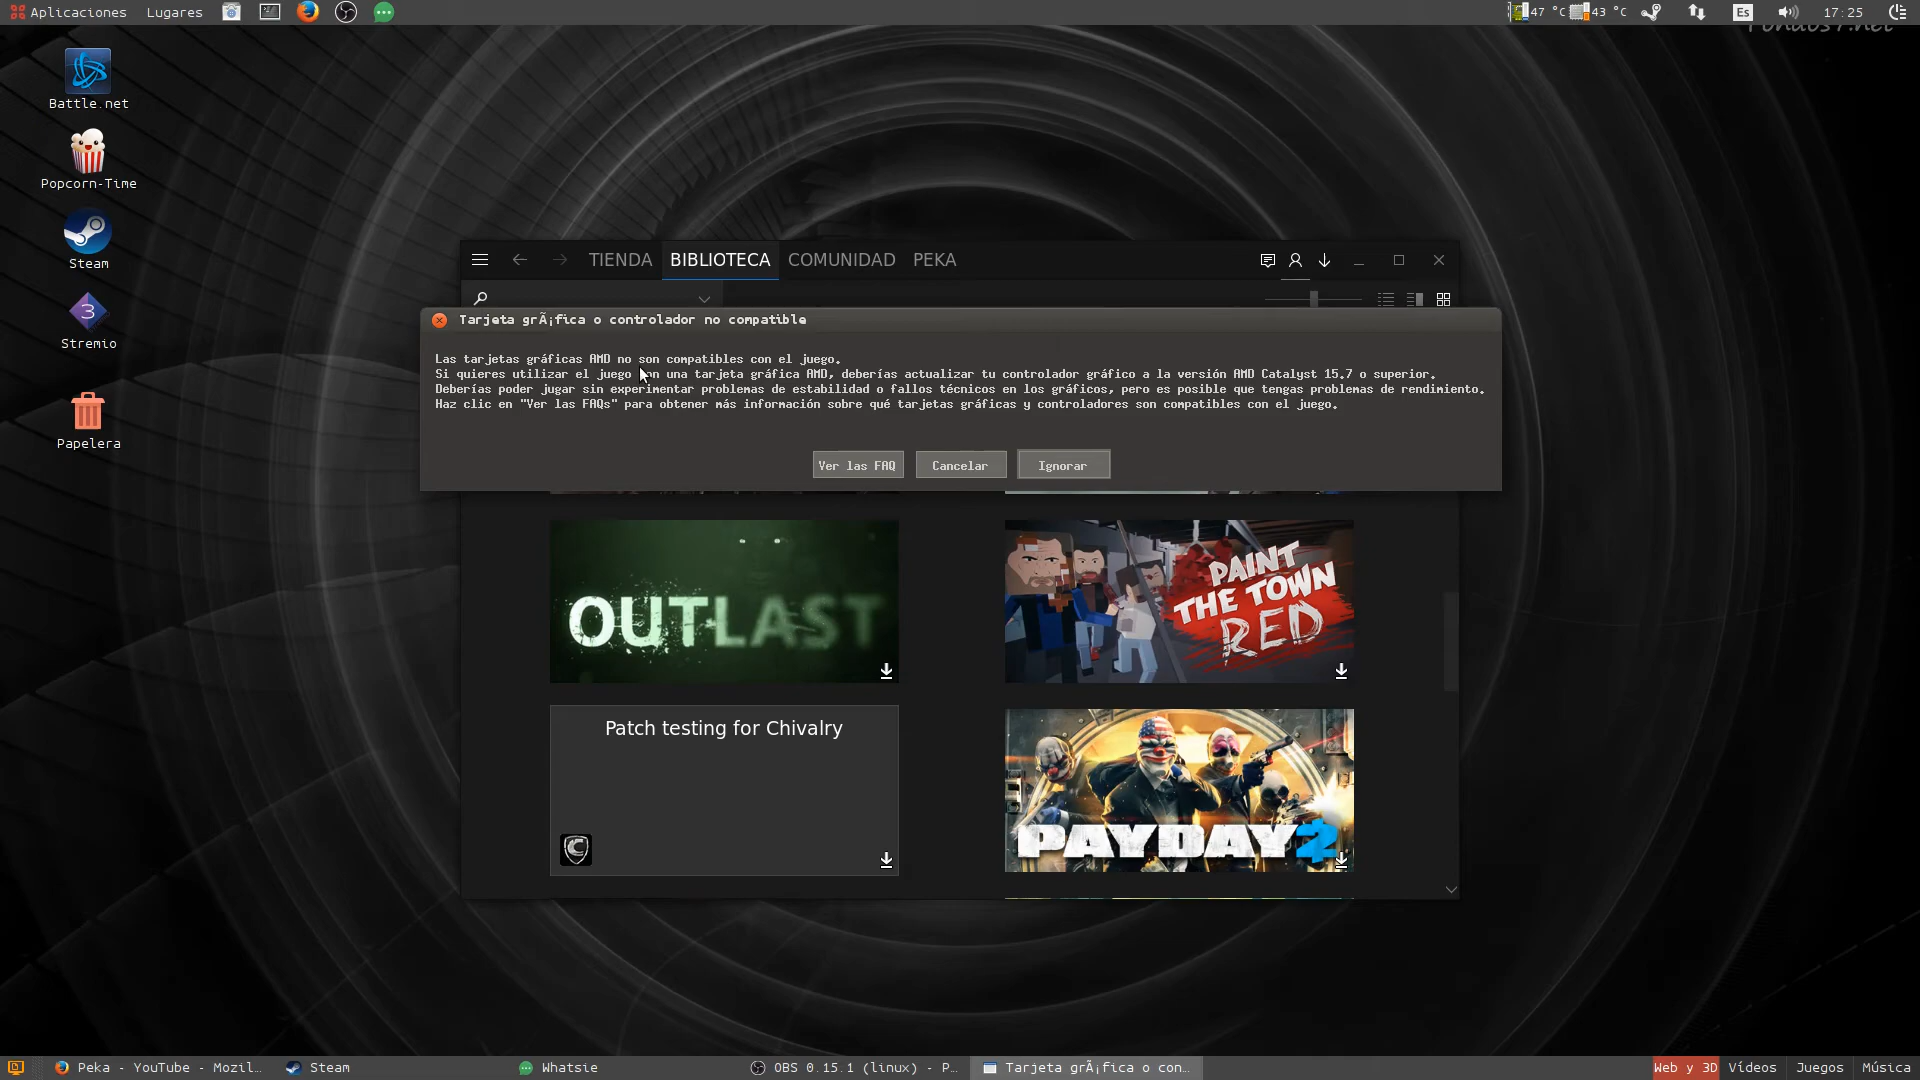 Aplicaciones Lugares 47 °C 43 °C Es 17:25
Fondos7.net
Battle.net
Popcorn-Time
Steam
Stremio
3
Papelera
TIENDA BIBLIOTECA COMUNIDAD PEKA
Tarjeta grÃ¡fica o controlador no compatible
Las tarjetas gráficas AMD no son compatibles con el juego.
Si quieres utilizar el juego con una tarjeta gráfica AMD, deberías actualizar tu controlador gráfico a la versión AMD Catalyst 15.7 o superior.
Deberías poder jugar sin experimentar problemas de estabilidad o fallos técnicos en los gráficos, pero es posible que tengas problemas de rendimiento.
Haz clic en "Ver las FAQs" para obtener más información sobre qué tarjetas gráficas y controladores son compatibles con el juego.
Ver las FAQ Cancelar Ignorar
OUTLAST
PAINT
THE TOWN
RED
Patch testing for Chivalry
C
PAYDAY 2
Peka - YouTube - Mozil... Steam Whatsie OBS 0.15.1 (linux) - P... Tarjeta grÃ¡fica o con... Web y 3D Vídeos Juegos Música